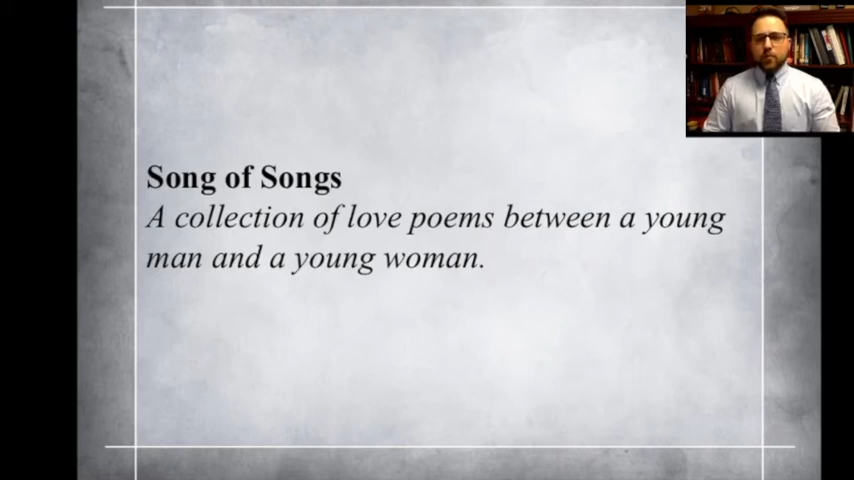 Song of Songs
A collection of love poems between a young
man and a young woman.